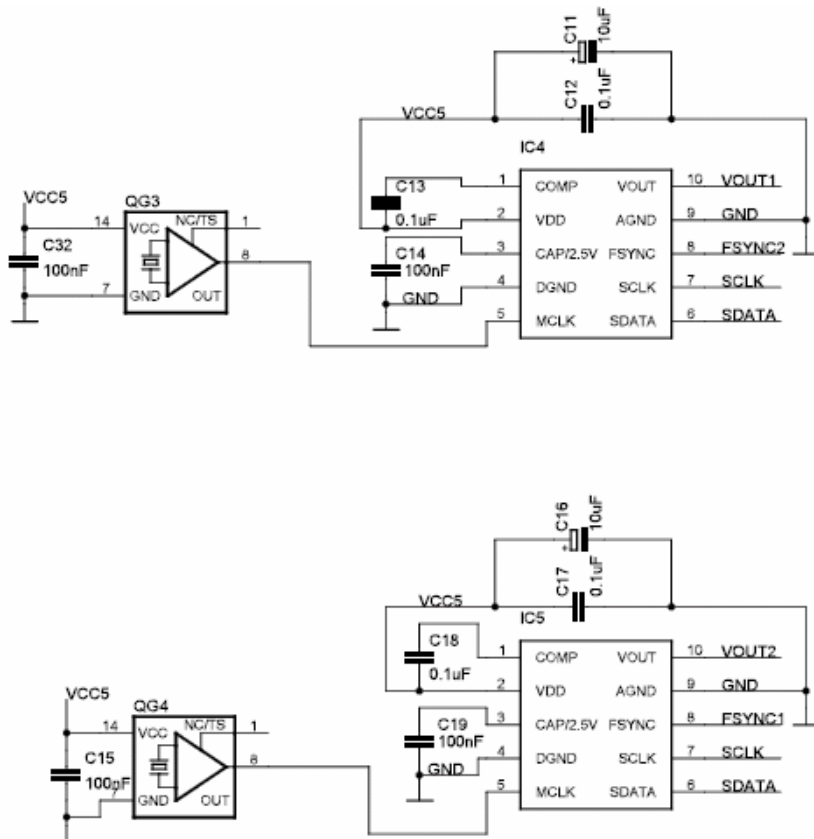 C11
10uF
C12
0.1uF
VCC5
IC4
C13
0.1uF
C14
100nF
GND
1 COMP VOUT 10 VOUT1
2 VDD AGND 9 GND
3 CAP/2.5V FSYNC 8 FSYNC2
4 DGND SCLK 7 SCLK
5 MCLK SDATA 6 SDATA
VCC5
QG3
14 VCC NC/TS 1
C32
100nF
8
7 GND OUT
C16
10uF
C17
0.1uF
VCC5
IC5
C18
0.1uF
C19
100nF
GND
1 COMP VOUT 10 VOUT2
2 VDD AGND 9 GND
3 CAP/2.5V FSYNC 8 FSYNC1
4 DGND SCLK 7 SCLK
5 MCLK SDATA 6 SDATA
VCC5
QG4
14 VCC NC/TS 1
C15
100nF
8
7 GND OUT